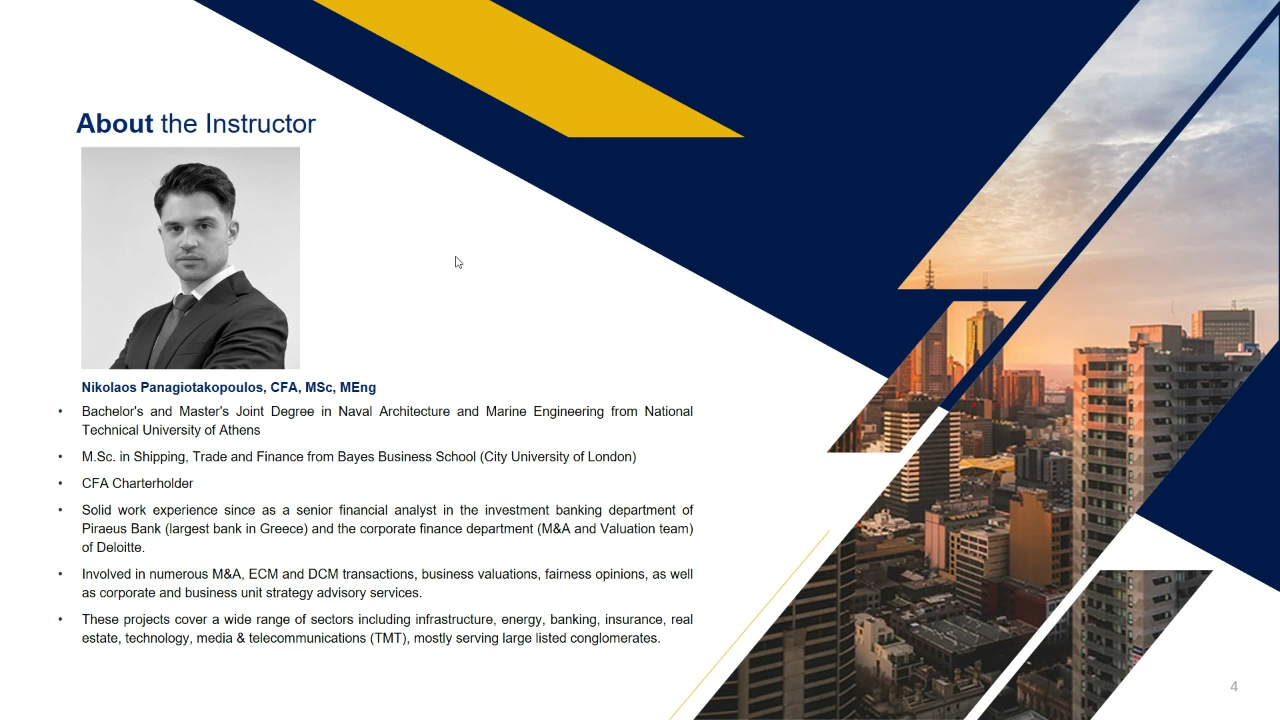 About the Instructor
Nikolaos Panagiotakopoulos, CFA, MSc, MEng
• Bachelor's and Master's Joint Degree in Naval Architecture and Marine Engineering from National
Technical University of Athens
• M.Sc. in Shipping, Trade and Finance from Bayes Business School (City University of London)
• CFA Charterholder
• Solid work experience since as a senior financial analyst in the investment banking department of
Piraeus Bank (largest bank in Greece) and the corporate finance department (M&A and Valuation team)
of Deloitte.
• Involved in numerous M&A, ECM and DCM transactions, business valuations, fairness opinions, as well
as corporate and business unit strategy advisory services.
• These projects cover a wide range of sectors including infrastructure, energy, banking, insurance, real
estate, technology, media & telecommunications (TMT), mostly serving large listed conglomerates.
4